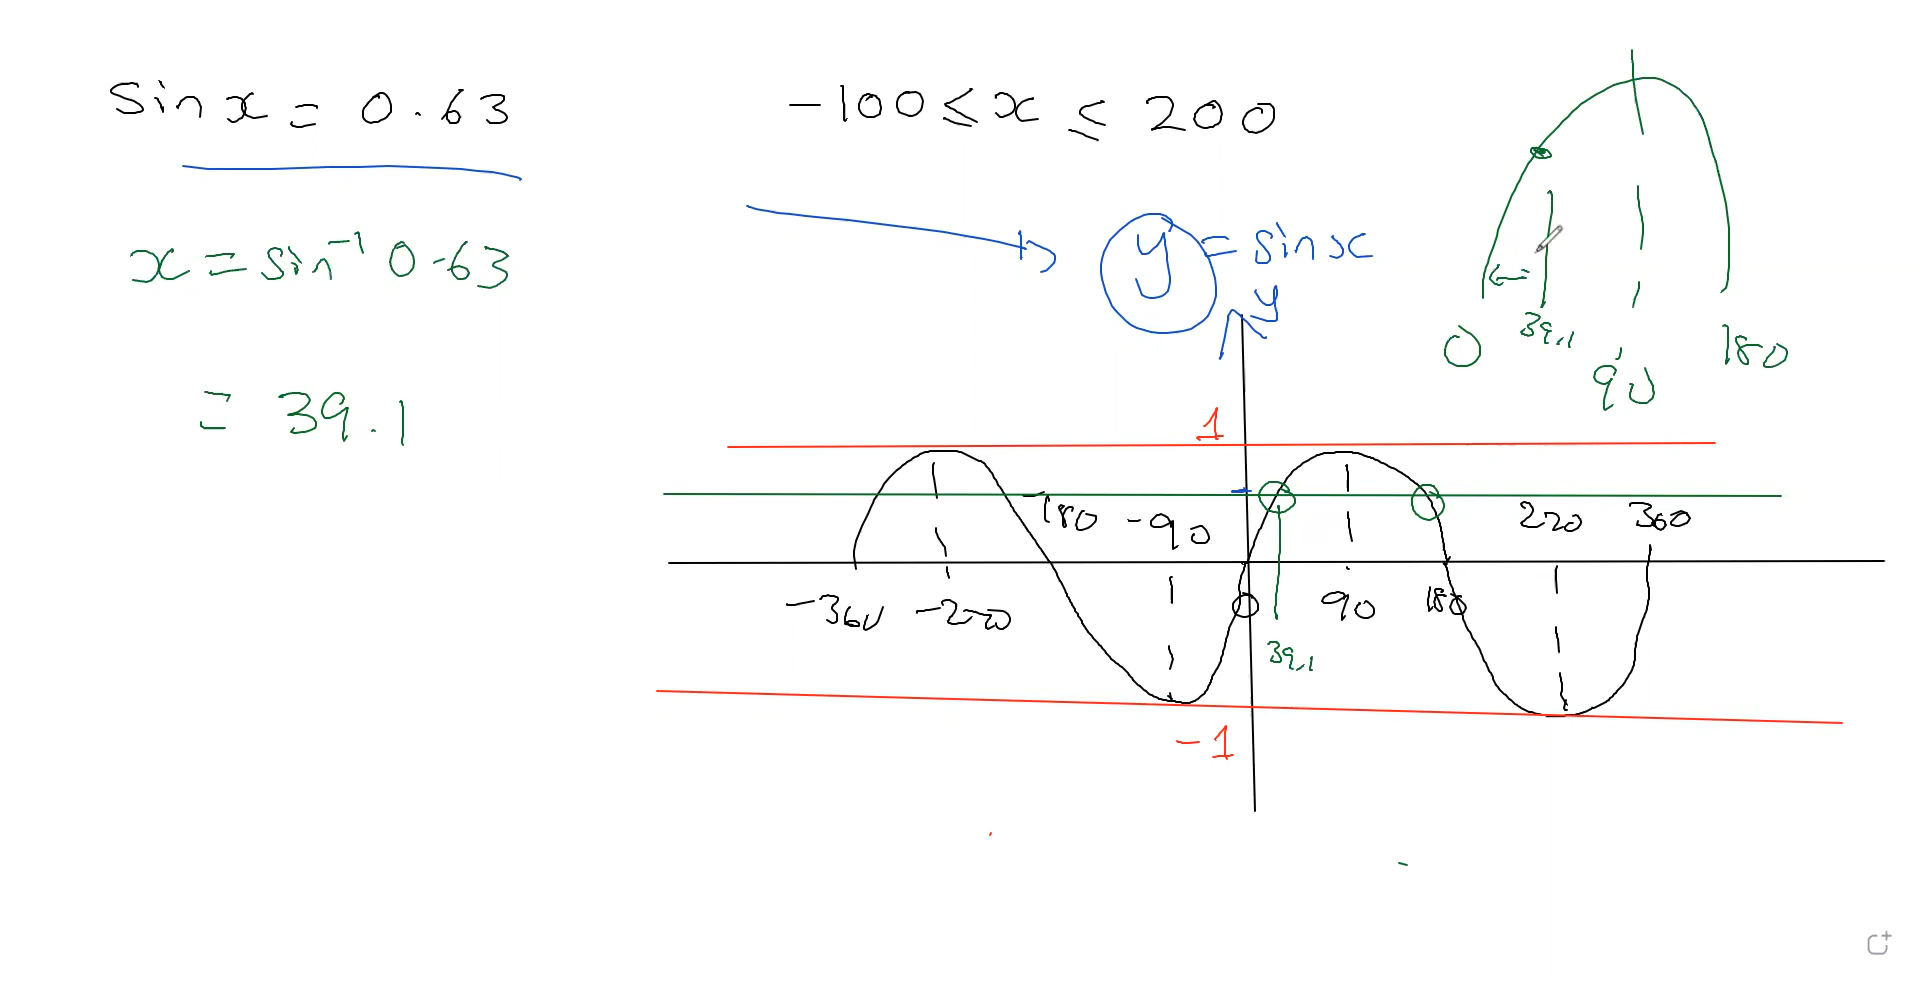 sin x = 0.63
-100 ≤ x ≤ 200
x = sin⁻¹ 0.63
= 39.1
y = sin x
y
0 39.1 90 180
1
-180 -90 270 360
-360 -270 0 90 180
39.1
-1